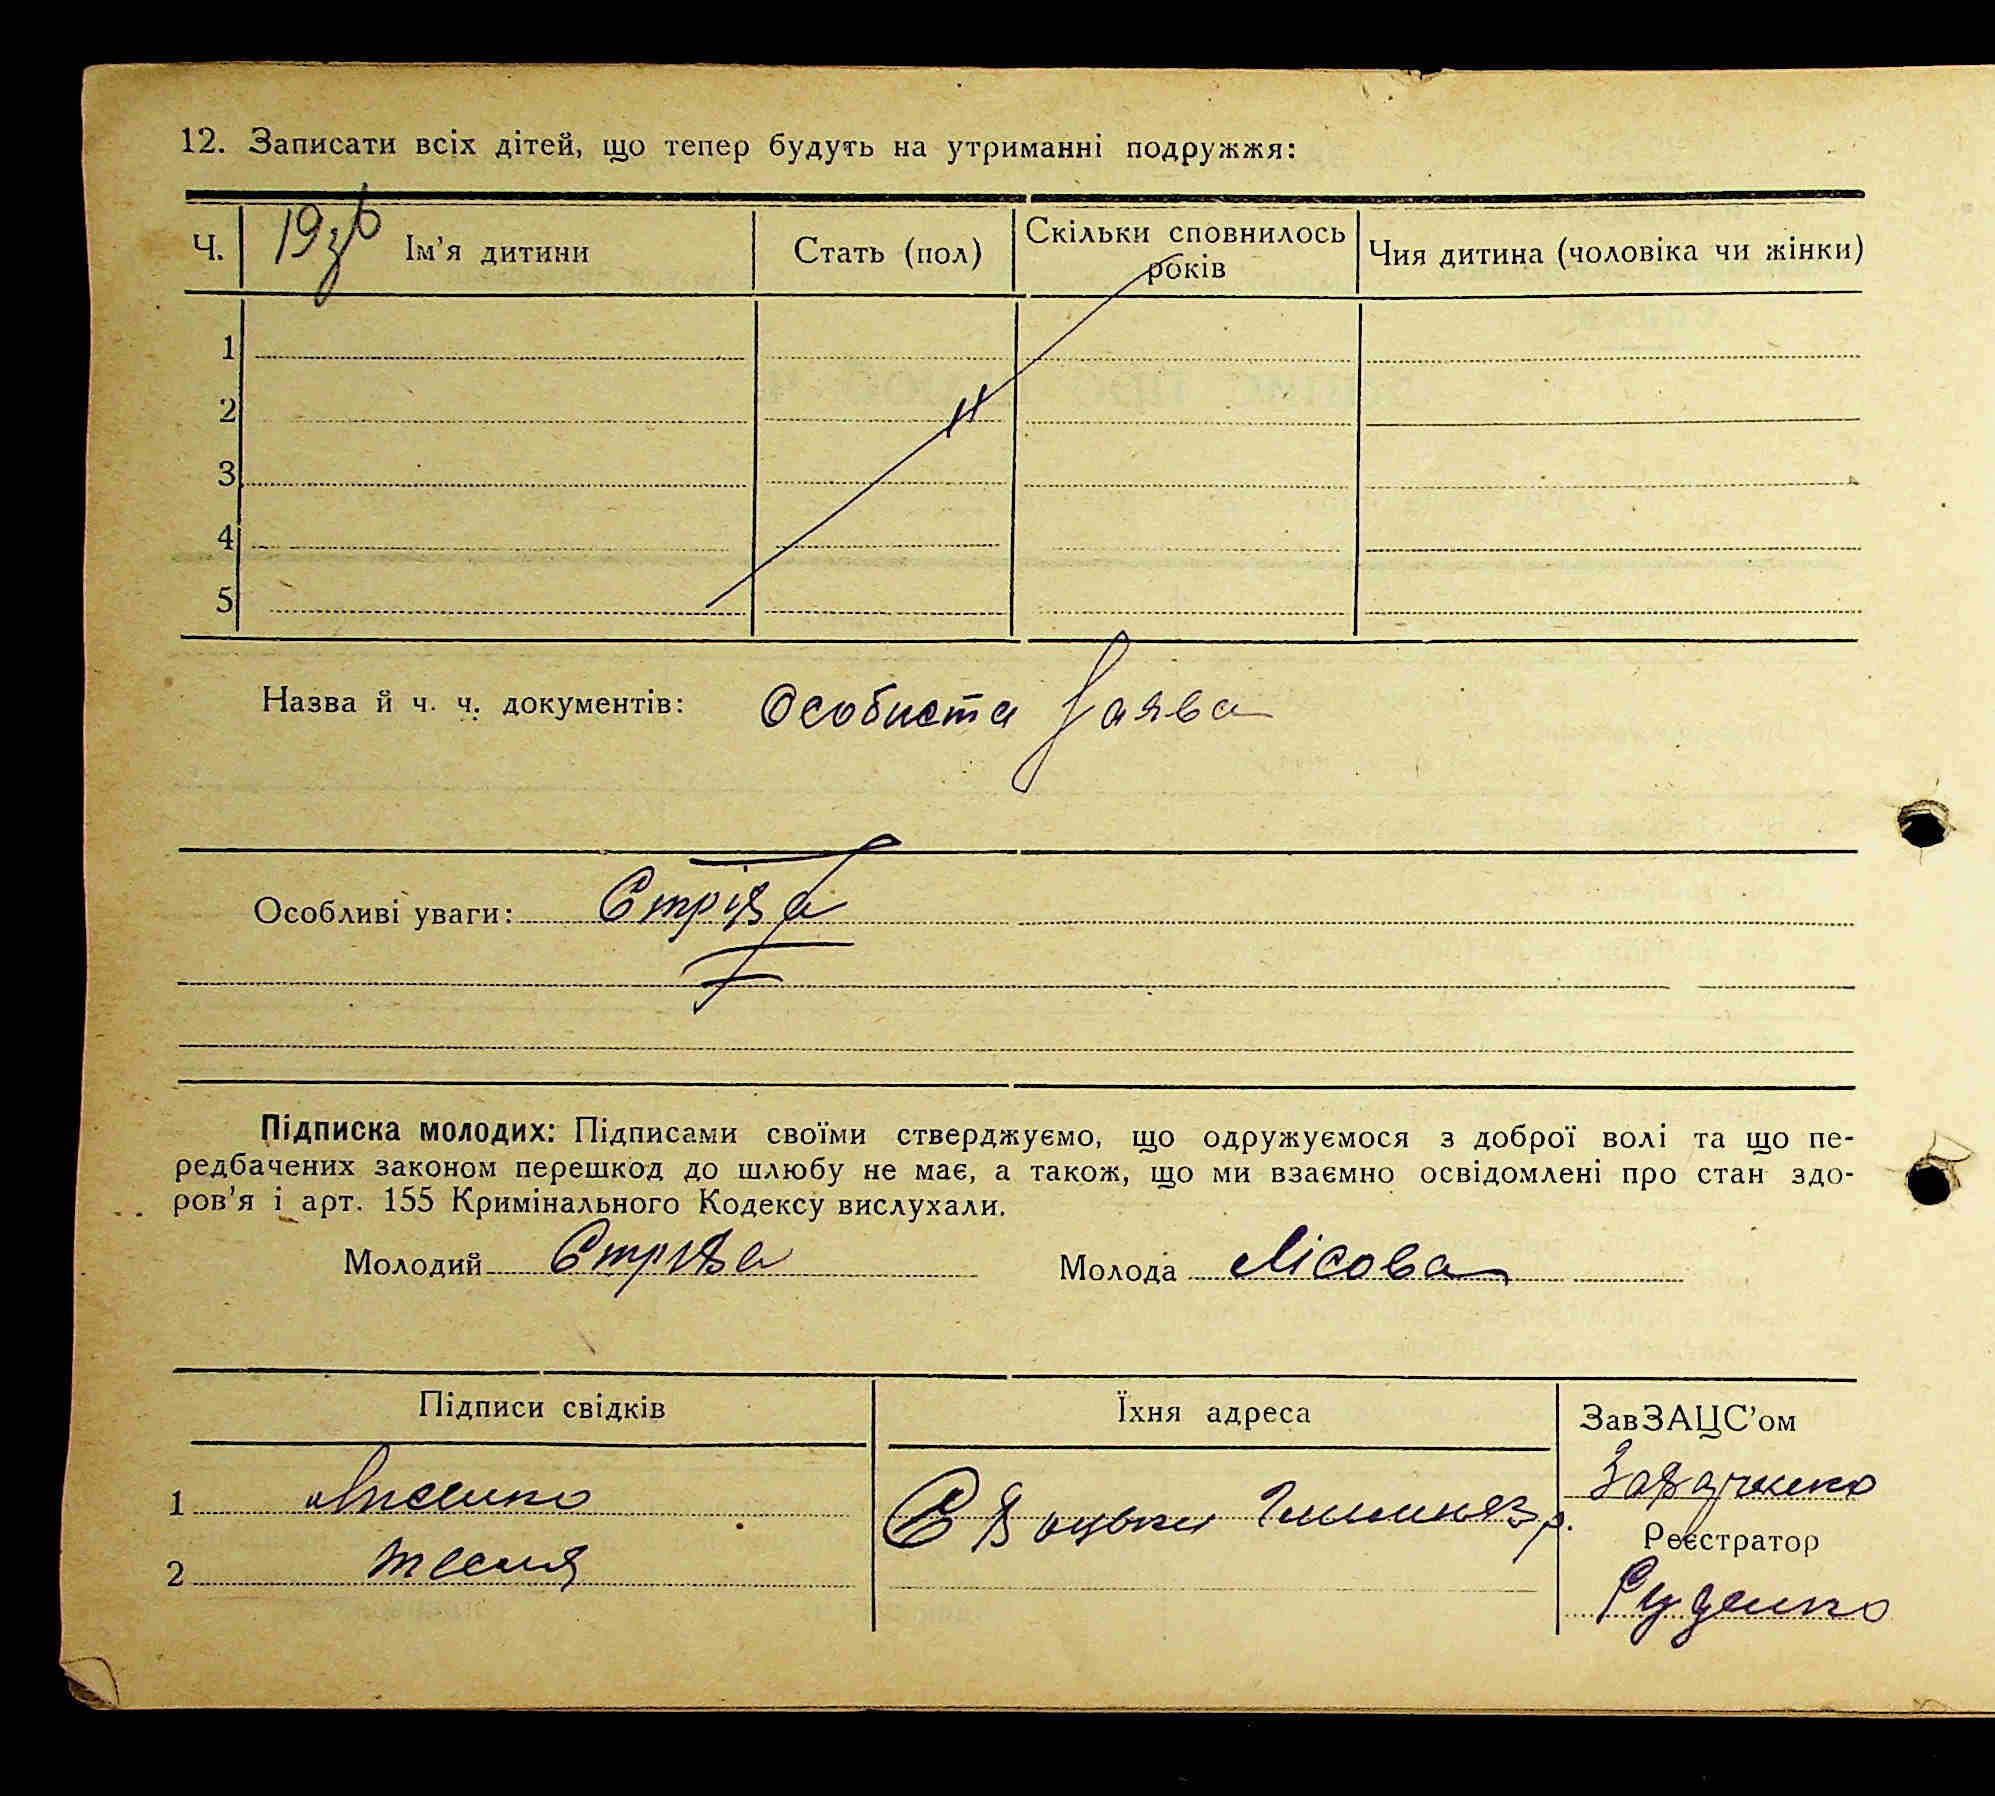 12. Записати всіх дітей, що тепер будуть на утриманні подружжя:
Ч. Ім'я дитини Стать (пол) Скільки сповнилось років Чия дитина (чоловіка чи жінки)
1
2
3
4
5
Назва й ч. ч. документів: Особиста Заява
Особливі уваги:
Підписка молодих: Підписами своїми стверджуємо, що одружуємося з доброї волі та що пе-
редбачених законом перешкод до шлюбу не має, а також, що ми взаємно освідомлені про стан здо-
ров'я і арт. 155 Кримінального Кодексу вислухали.
Молодий Молода Лісова
Підписи свідків Їхня адреса ЗавЗАЦС'ом
1 Лисенко
Реєстратор
2 Тесля
Руденко